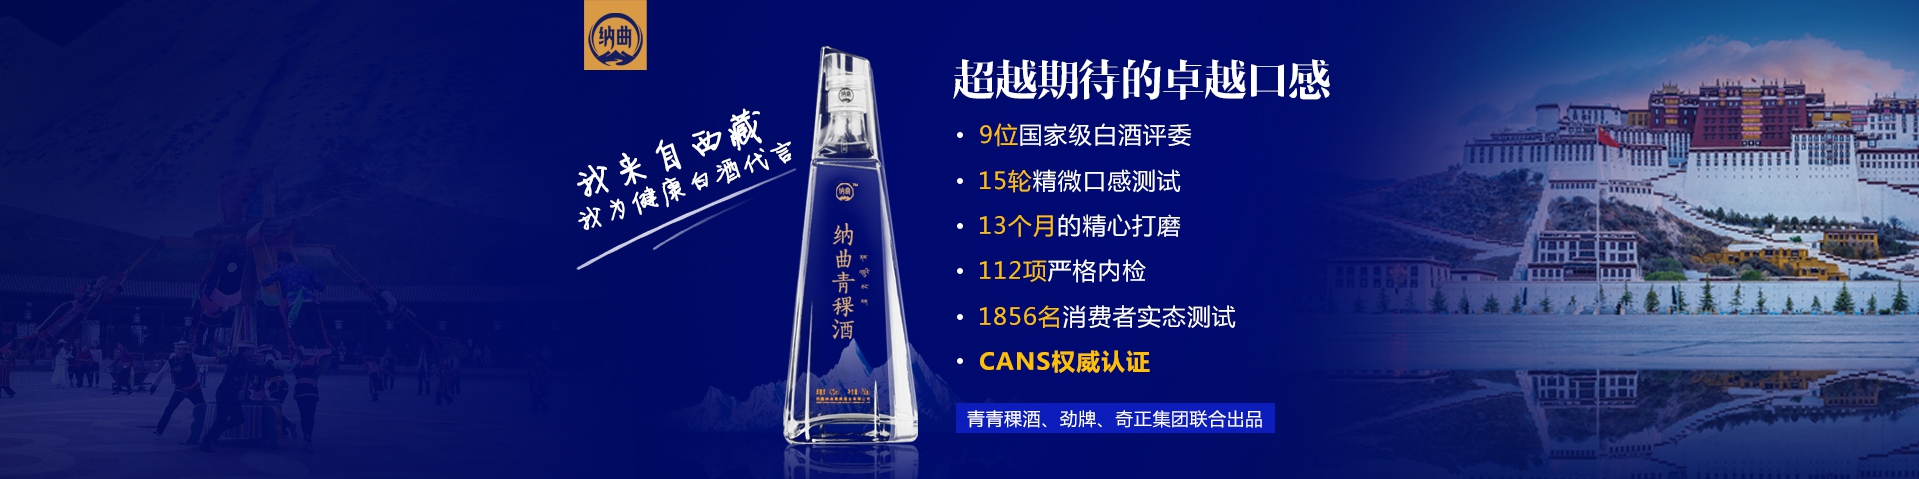 纳曲
我来自西藏
我为健康白酒代言
纳曲
纳曲
纳曲青稞酒
超越期待的卓越口感
• 9位国家级白酒评委
• 15轮精微口感测试
• 13个月的精心打磨
• 112项严格内检
• 1856名消费者实态测试
• CANS权威认证
青青稞酒、劲牌、奇正集团联合出品